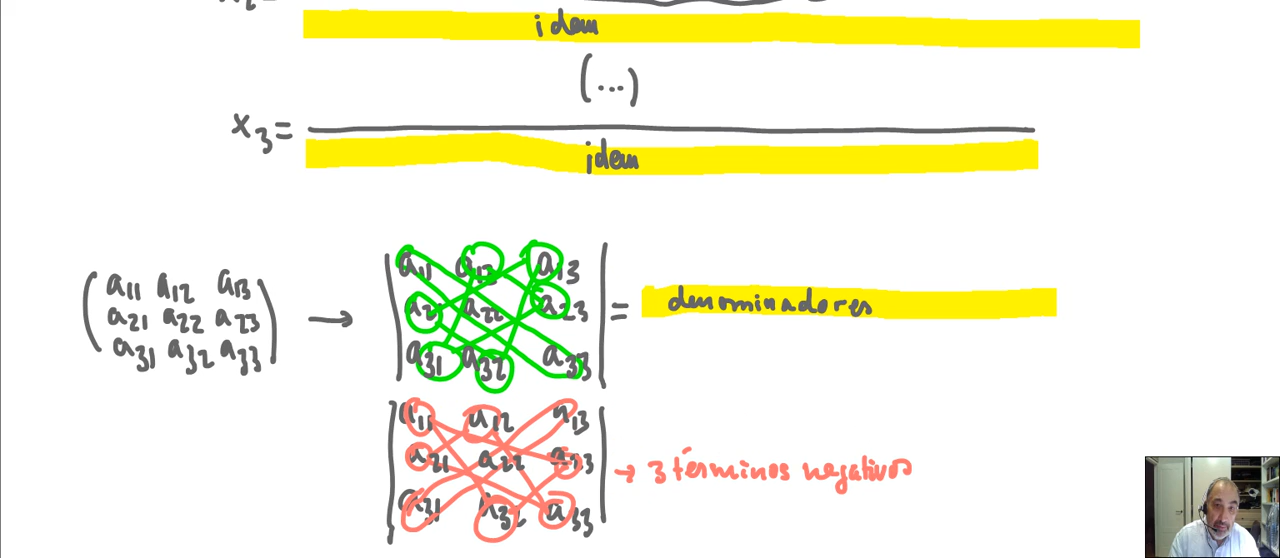 idem
(...)
x₃=
idem
a₁₁ a₁₂ a₁₃
a₂₁ a₂₂ a₂₃
a₃₁ a₃₂ a₃₃
→
a₁₁ a₁₂ a₁₃
a₂₁ a₂₂ a₂₃
a₃₁ a₃₂ a₃₃
= denominadores
a₁₁ a₁₂ a₁₃
a₂₁ a₂₂ a₂₃
a₃₁ a₃₂ a₃₃
→ 3 términos negativos